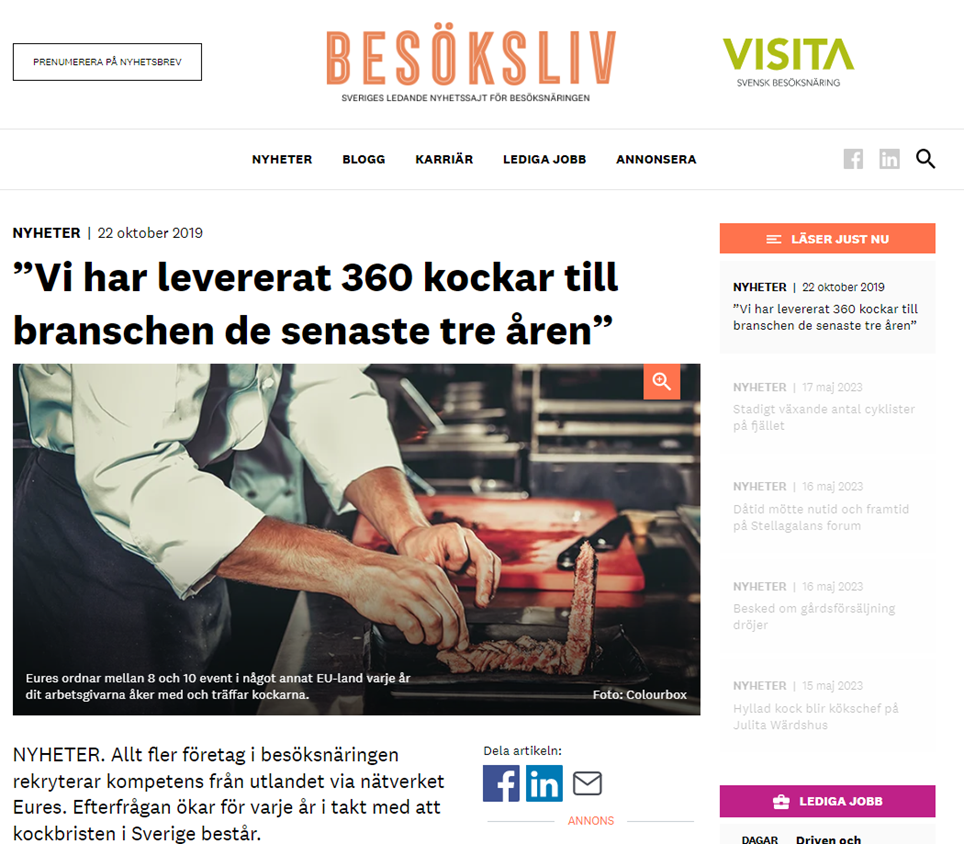 PRENUMERERA PÅ NYHETSBREV
BESÖKSLIV
SVERIGES LEDANDE NYHETSSAJT FÖR BESÖKSNÄRINGEN
VISITA
SVENSK BESÖKSNÄRING
NYHETER
BLOGG
KARRIÄR
LEDIGA JOBB
ANNONSERA
NYHETER | 22 oktober 2019
”Vi har levererat 360 kockar till
branschen de senaste tre åren”
Eures ordnar mellan 8 och 10 event i något annat EU-land varje år
dit arbetsgivarna åker med och träffar kockarna.
Foto: Colourbox
NYHETER. Allt fler företag i besöksnäringen
rekryterar kompetens från utlandet via nätverket
Eures. Efterfrågan ökar för varje år i takt med att
kockbristen i Sverige består.
Dela artikeln:
f
in
ANNONS
LÄSER JUST NU
NYHETER | 22 oktober 2019
”Vi har levererat 360 kockar till
branschen de senaste tre åren”
NYHETER | 17 maj 2023
Stadigt växande antal cyklister
på fjället
NYHETER | 16 maj 2023
Dåtid mötte nutid och framtid
på Stellagalans forum
NYHETER | 16 maj 2023
Besked om gårdsförsäljning
dröjer
NYHETER | 15 maj 2023
Hyllad kock blir kökschef på
Julita Wärdshus
LEDIGA JOBB
DAGAR Driven och